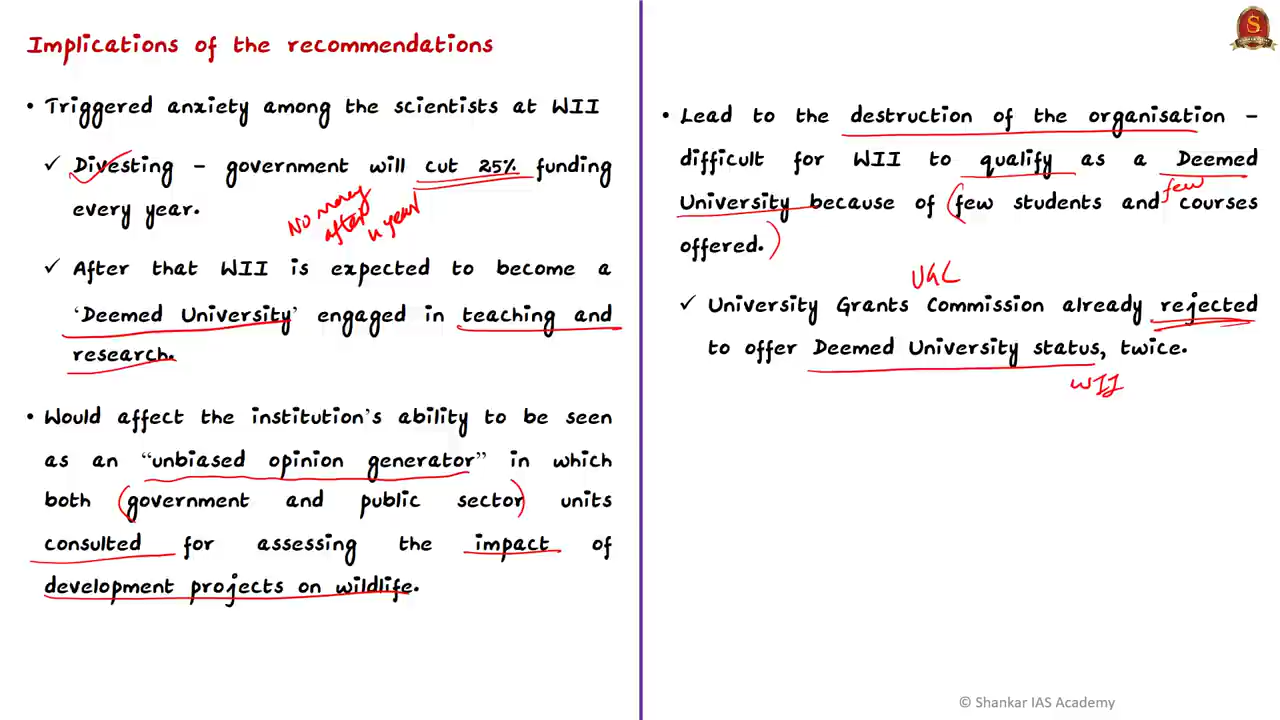 Implications of the recommendations
• Triggered anxiety among the scientists at WII
✓ Divesting – government will cut 25% funding
every year.
No money
after 4 year
✓ After that WII is expected to become a
‘Deemed University’ engaged in teaching and
research.
• Would affect the institution’s ability to be seen
as an “unbiased opinion generator” in which
both (government and public sector) units
consulted for assessing the impact of
development projects on wildlife.
• Lead to the destruction of the organisation –
difficult for WII to qualify as a Deemed
few
University because of (few students and courses
offered.)
UGC
✓ University Grants Commission already rejected
to offer Deemed University status, twice.
WII
© Shankar IAS Academy